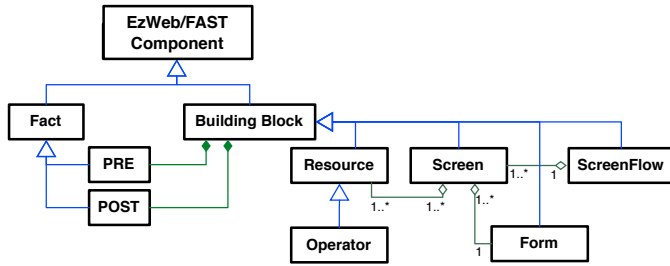 EzWeb/FAST
Component
Fact
Building Block
PRE
POST
Resource
Screen
ScreenFlow
1..*
1
1..*
1..*
1..*
1
Operator
Form